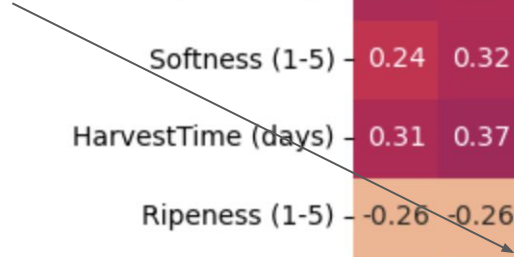 Softness (1-5) 0.24 0.32
HarvestTime (days) 0.31 0.37
Ripeness (1-5) -0.26 -0.26